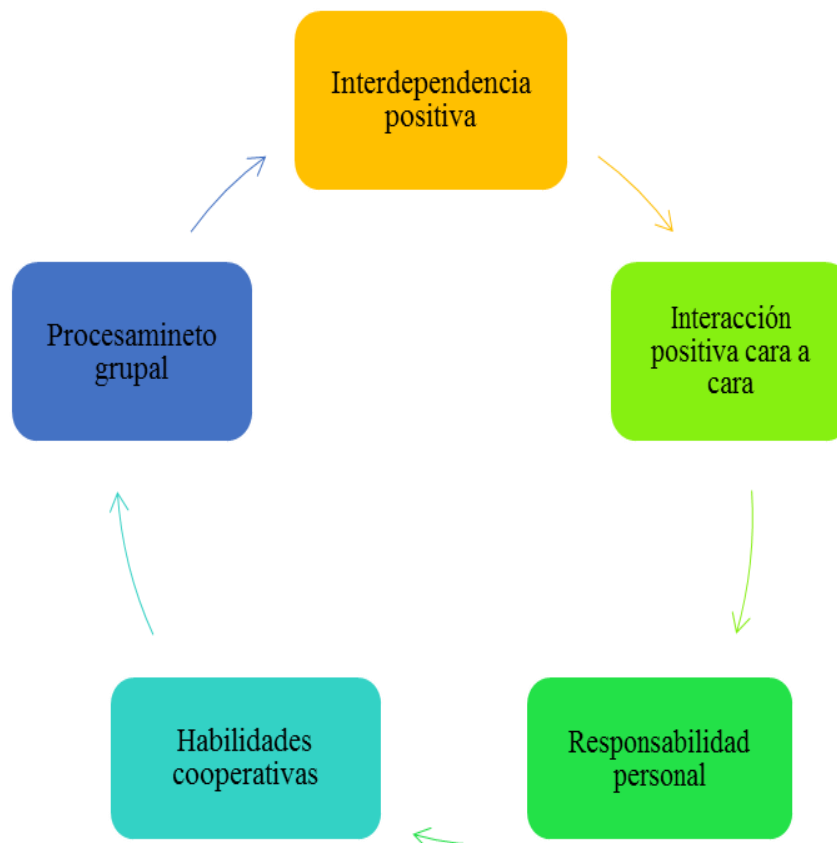 Interdependencia
positiva
Interacción
positiva cara a
cara
Responsabilidad
personal
Habilidades
cooperativas
Procesamineto
grupal